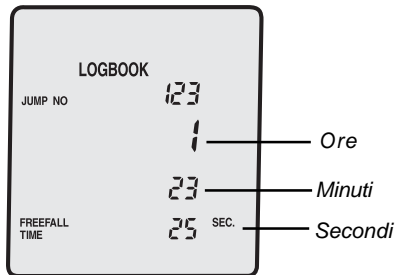 LOGBOOK
JUMP NO 123
1 Ore
23 Minuti
FREEFALL TIME 25 SEC. Secondi